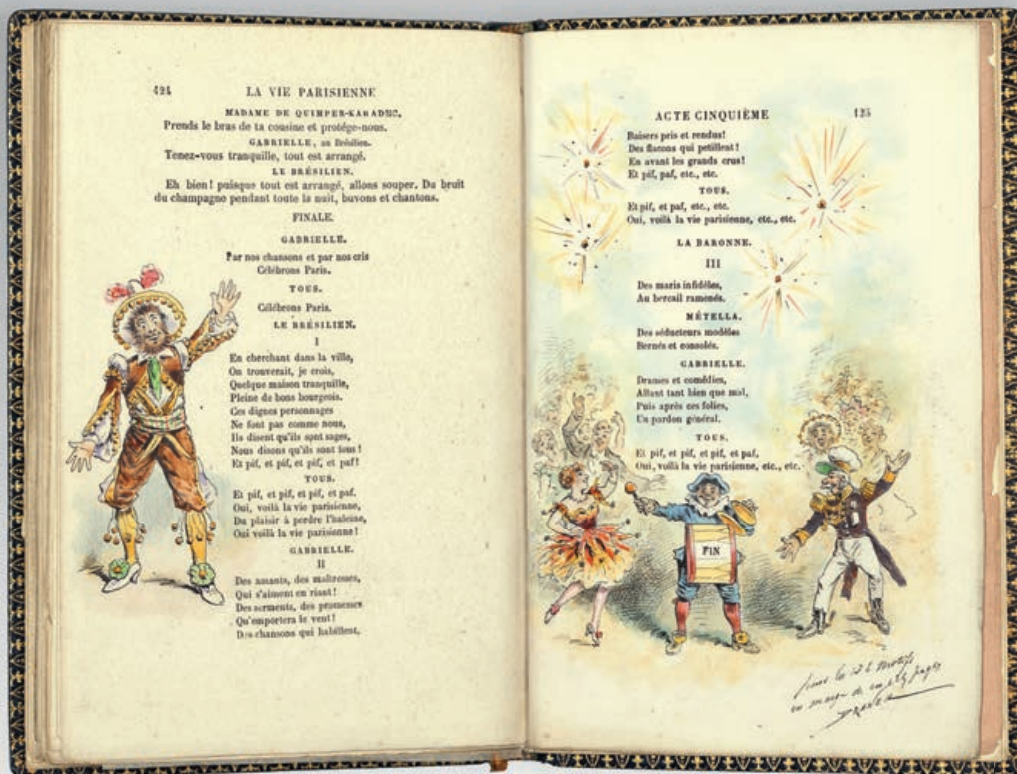 124 LA VIE PARISIENNE
MADAME DE QUIMPER-KARADEC.
Prends le bras de ta cousine et protége-nous.
GABRIELLE, au Brésilien.
Tenez-vous tranquille, tout est arrangé.
LE BRÉSILIEN.
Eh bien! puisque tout est arrangé, allons souper. Du bruit
du champagne pendant toute la nuit, buvons et chantons.
FINALE.
GABRIELLE.
Par nos chansons et par nos cris
Célébrons Paris.
TOUS.
Célébrons Paris.
LE BRÉSILIEN.
I
En cherchant dans la ville,
On trouverait, je crois,
Quelque maison tranquille,
Pleine de bons bourgeois.
Ces dignes personnages
Ne font pas comme nous,
Ils disent qu'ils sont sages,
Nous disons qu'ils sont fous!
Et pif, et pif, et pif, et paf!
TOUS.
Et pif, et pif, et pif, et paf.
Oui, voilà la vie parisienne,
Du plaisir à perdre l'haleine,
Oui voilà la vie parisienne!
GABRIELLE.
II
Des amants, des maîtresses,
Qui s'aiment en riant!
Des serments, des promesses
Qu'emportera le vent!
Des chansons qui babillent,
ACTE CINQUIÈME 125
Baisers pris et rendus!
Des flacons qui petillent!
En avant les grands crus!
Et pif, paf, etc., etc.
TOUS.
Et pif, et paf, etc., etc.
Oui, voilà la vie parisienne, etc., etc.
LA BARONNE.
III
Des maris infidèles,
Au bercail ramenés.
MÉTELLA.
Des séducteurs modèles
Bernés et consolés.
GABRIELLE.
Drames et comédies,
Allant tant bien que mal,
Puis après ces folies,
Un pardon général.
TOUS.
Et pif, et pif, et pif, et paf,
Oui, voilà la vie parisienne, etc., etc.
FIN
pour les motifs
en marge de pages
DRANER